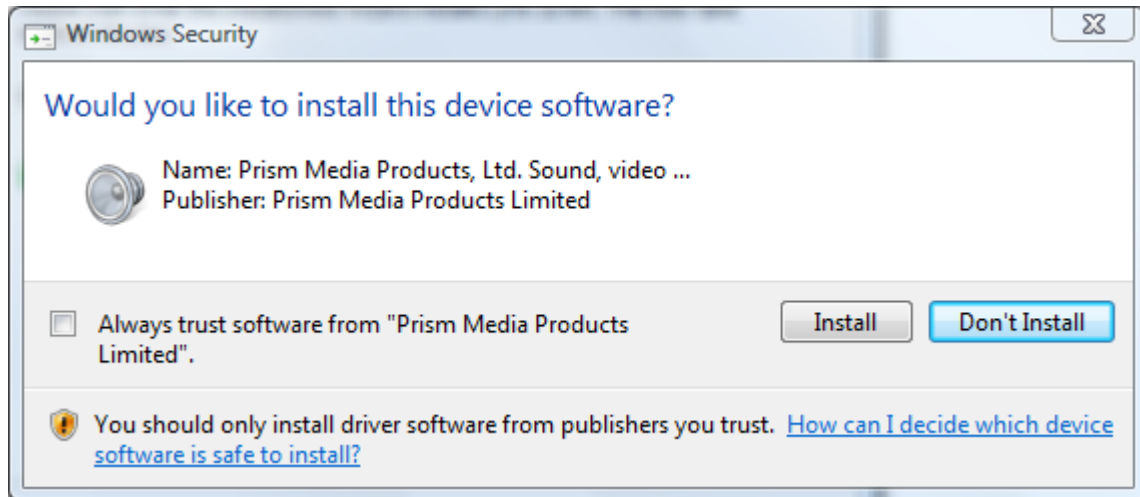 Windows Security
Would you like to install this device software?
Name: Prism Media Products, Ltd. Sound, video ...
Publisher: Prism Media Products Limited
Always trust software from "Prism Media Products
Limited".
Install
Don't Install
You should only install driver software from publishers you trust. How can I decide which device
software is safe to install?